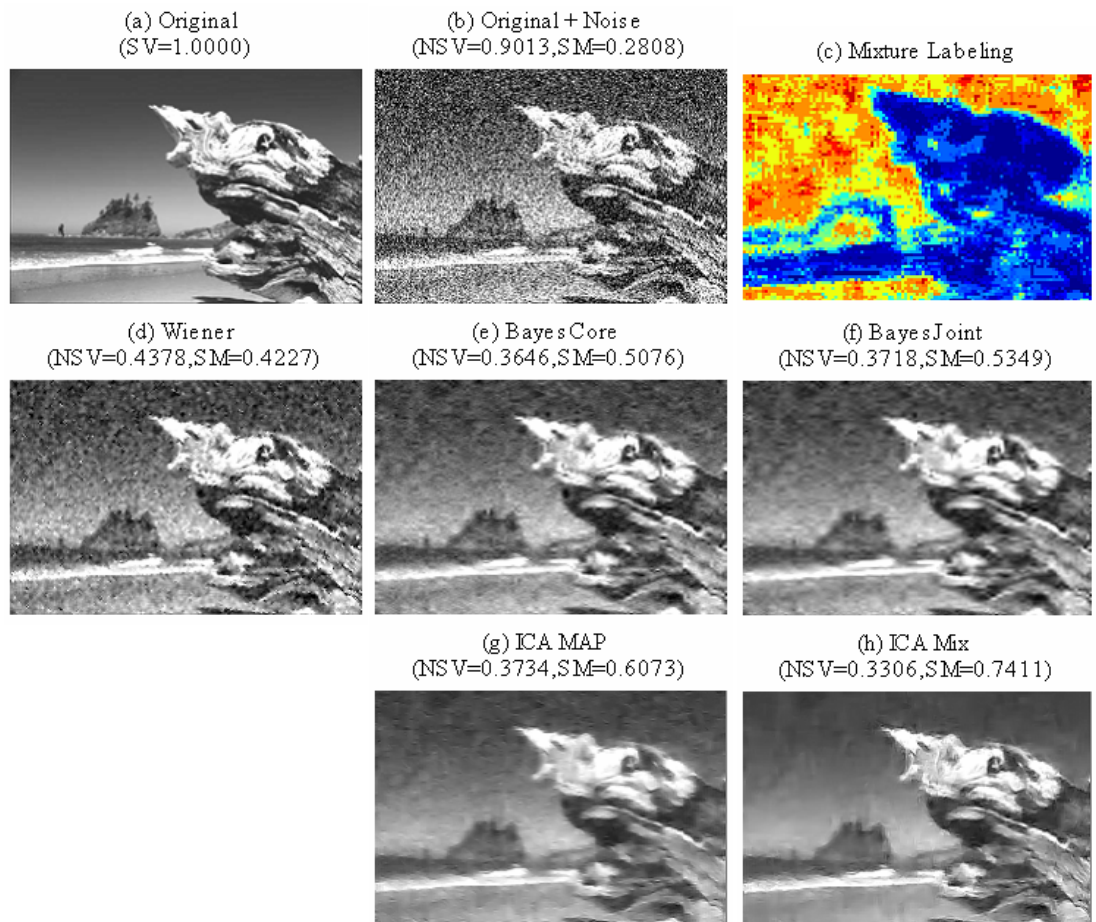 (a) Original
(SV=1.0000)
(b) Original + Noise
(NSV=0.9013,SM=0.2808)
(c) Mixture Labeling
(d) Wiener
(NSV=0.4378,SM=0.4227)
(e) BayesCore
(NSV=0.3646,SM=0.5076)
(f) BayesJoint
(NSV=0.3718,SM=0.5349)
(g) ICA MAP
(NSV=0.3734,SM=0.6073)
(h) ICA Mix
(NSV=0.3306,SM=0.7411)